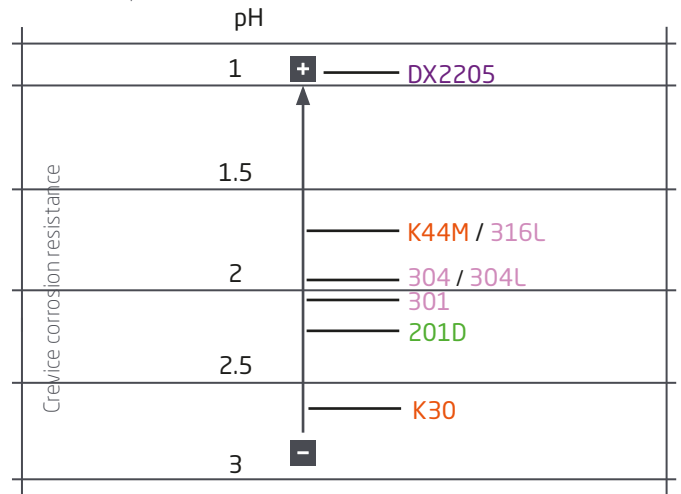 pH
1
+
DX2205
1.5
K44M / 316L
2
304 / 304L
301
201D
2.5
K30
–
3
Crevice corrosion resistance